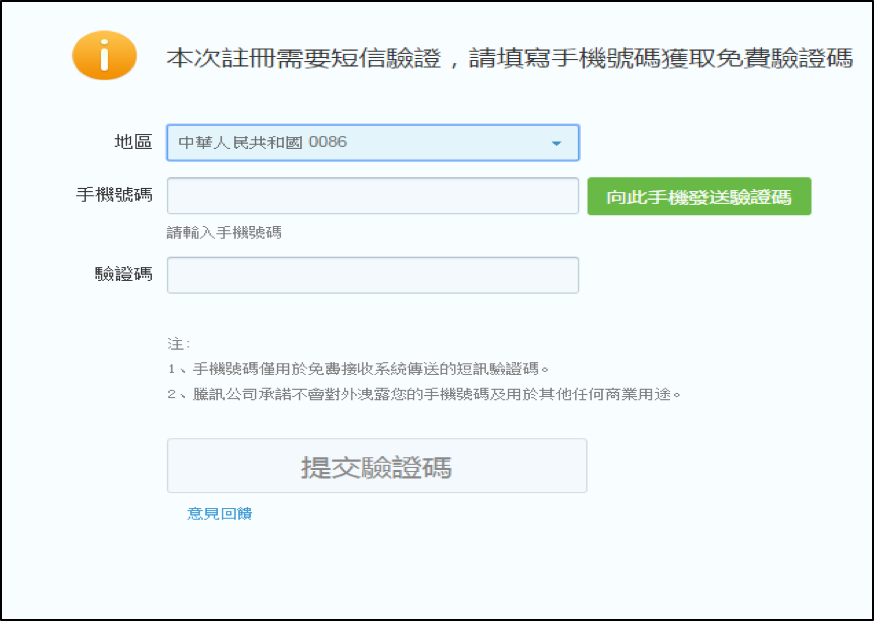 本次註冊需要短信驗證，請填寫手機號碼獲取免費驗證碼
地區 中華人民共和國 0086
手機號碼 向此手機發送驗證碼
請輸入手機號碼
驗證碼
注:
1、手機號碼僅用於免費接收系統傳送的短訊驗證碼。
2、騰訊公司承諾不會對外洩露您的手機號碼及用於其他任何商業用途。
提交驗證碼
意見回饋